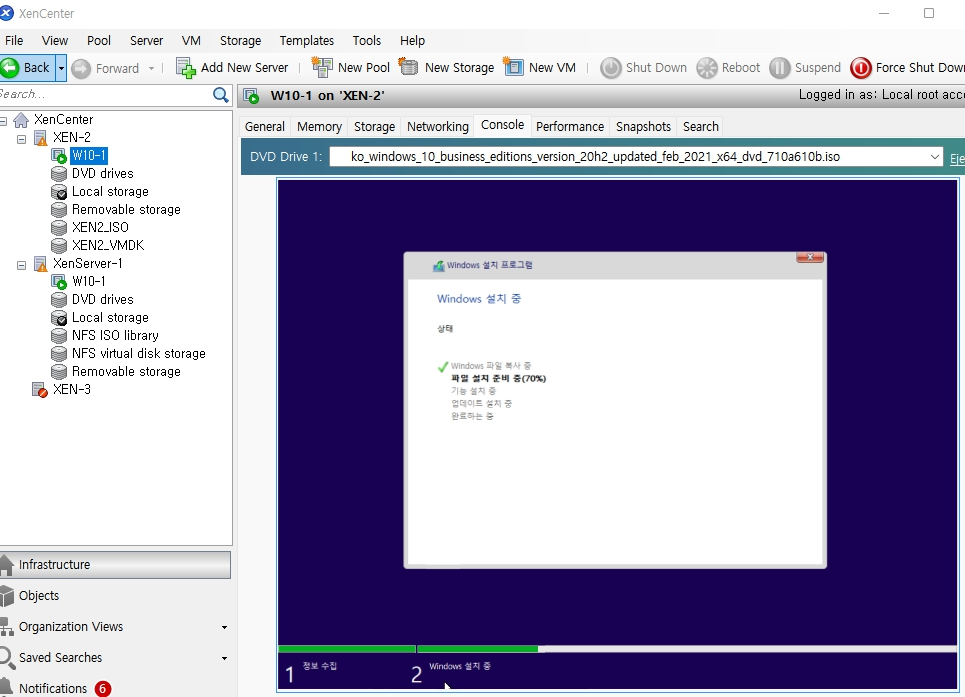 XenCenter
File View Pool Server VM Storage Templates Tools Help
Back Forward Add New Server New Pool New Storage New VM Shut Down Reboot Suspend Force Shut Down
Search...
W10-1 on 'XEN-2'
Logged in as: Local root acco
XenCenter
XEN-2
W10-1
DVD drives
Local storage
Removable storage
XEN2_ISO
XEN2_VMDK
XenServer-1
W10-1
DVD drives
Local storage
NFS ISO library
NFS virtual disk storage
Removable storage
XEN-3
Infrastructure
Objects
Organization Views
Saved Searches
Notifications 6
General Memory Storage Networking Console Performance Snapshots Search
DVD Drive 1: ko_windows_10_business_editions_version_20h2_updated_feb_2021_x64_dvd_710a610b.iso Eje
Windows 설치 프로그램
Windows 설치 중
상태
Windows 파일 복사 중
파일 설치 준비 중(70%)
기능 설치 중
업데이트 설치 중
완료하는 중
1 정보 수집 2 Windows 설치 중